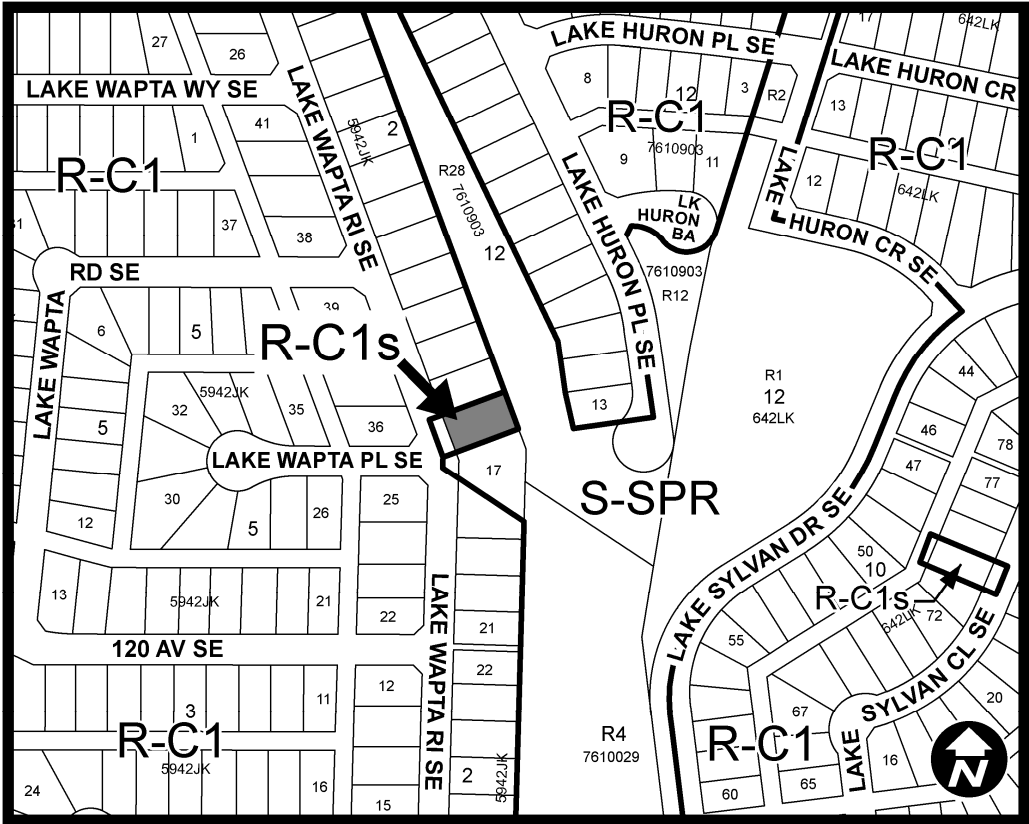 17
642LK
27
26
LAKE HURON PL SE
LAKE WAPTA WY SE
LAKE HURON CR
8
12
3
R2
13
R-C1
1
41
LAKE WAPTA RI SE
5942JK
2
R-C1
7610903
9
11
R-C1
642LK
R28
7610903
12
LAKE HURON PL SE
LAKE
12
37
38
LK
HURON
BA
HURON CR SE
RD SE
LAKE WAPTA
7610903
R12
6
5
39
R-C1s
5942JK
32
35
36
5
13
R1
12
642LK
44
46
78
LAKE WAPTA PL SE
17
47
77
30
5
26
25
S-SPR
12
LAKE SYLVAN DR SE
50
10
R-C1s
642LK
72
13
5942JK
21
22
LAKE WAPTA RI SE
21
55
120 AV SE
22
SYLVAN CL SE
12
11
3
R-C1
5942JK
67
20
R4
7610029
R-C1
LAKE
16
N
24
16
15
2
5942JK
60
65